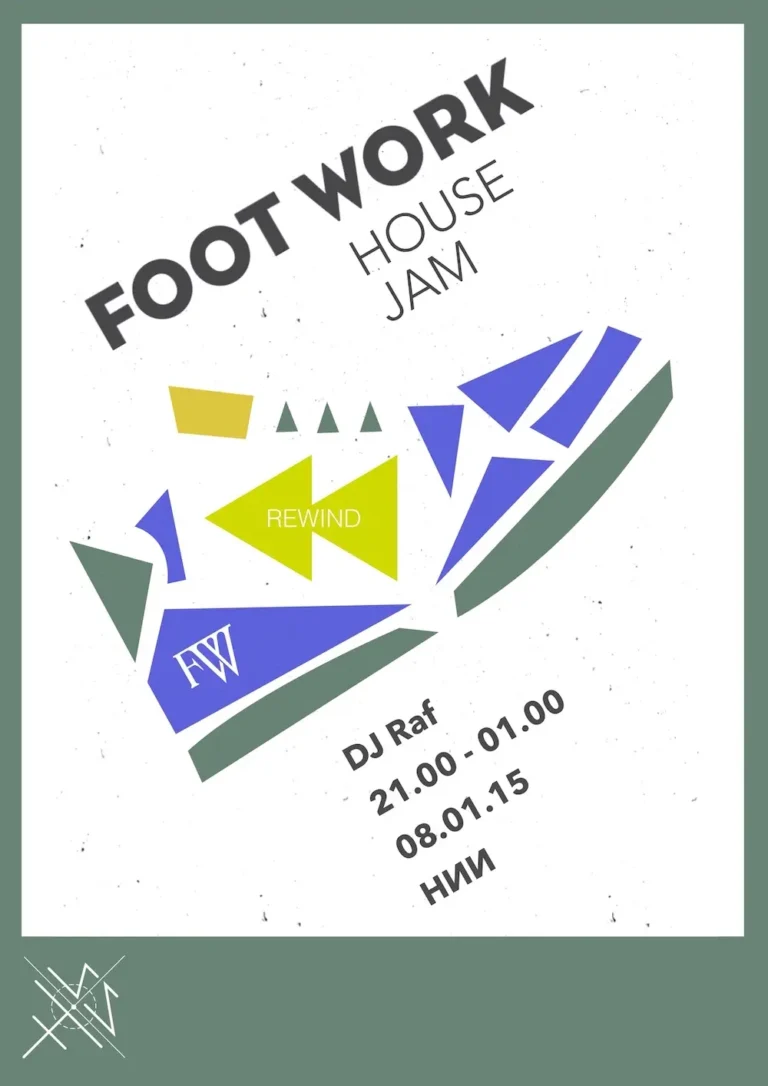 FOOT WORK
HOUSE
JAM
REWIND
FW
DJ Raf
21.00 - 01.00
08.01.15
НИИ